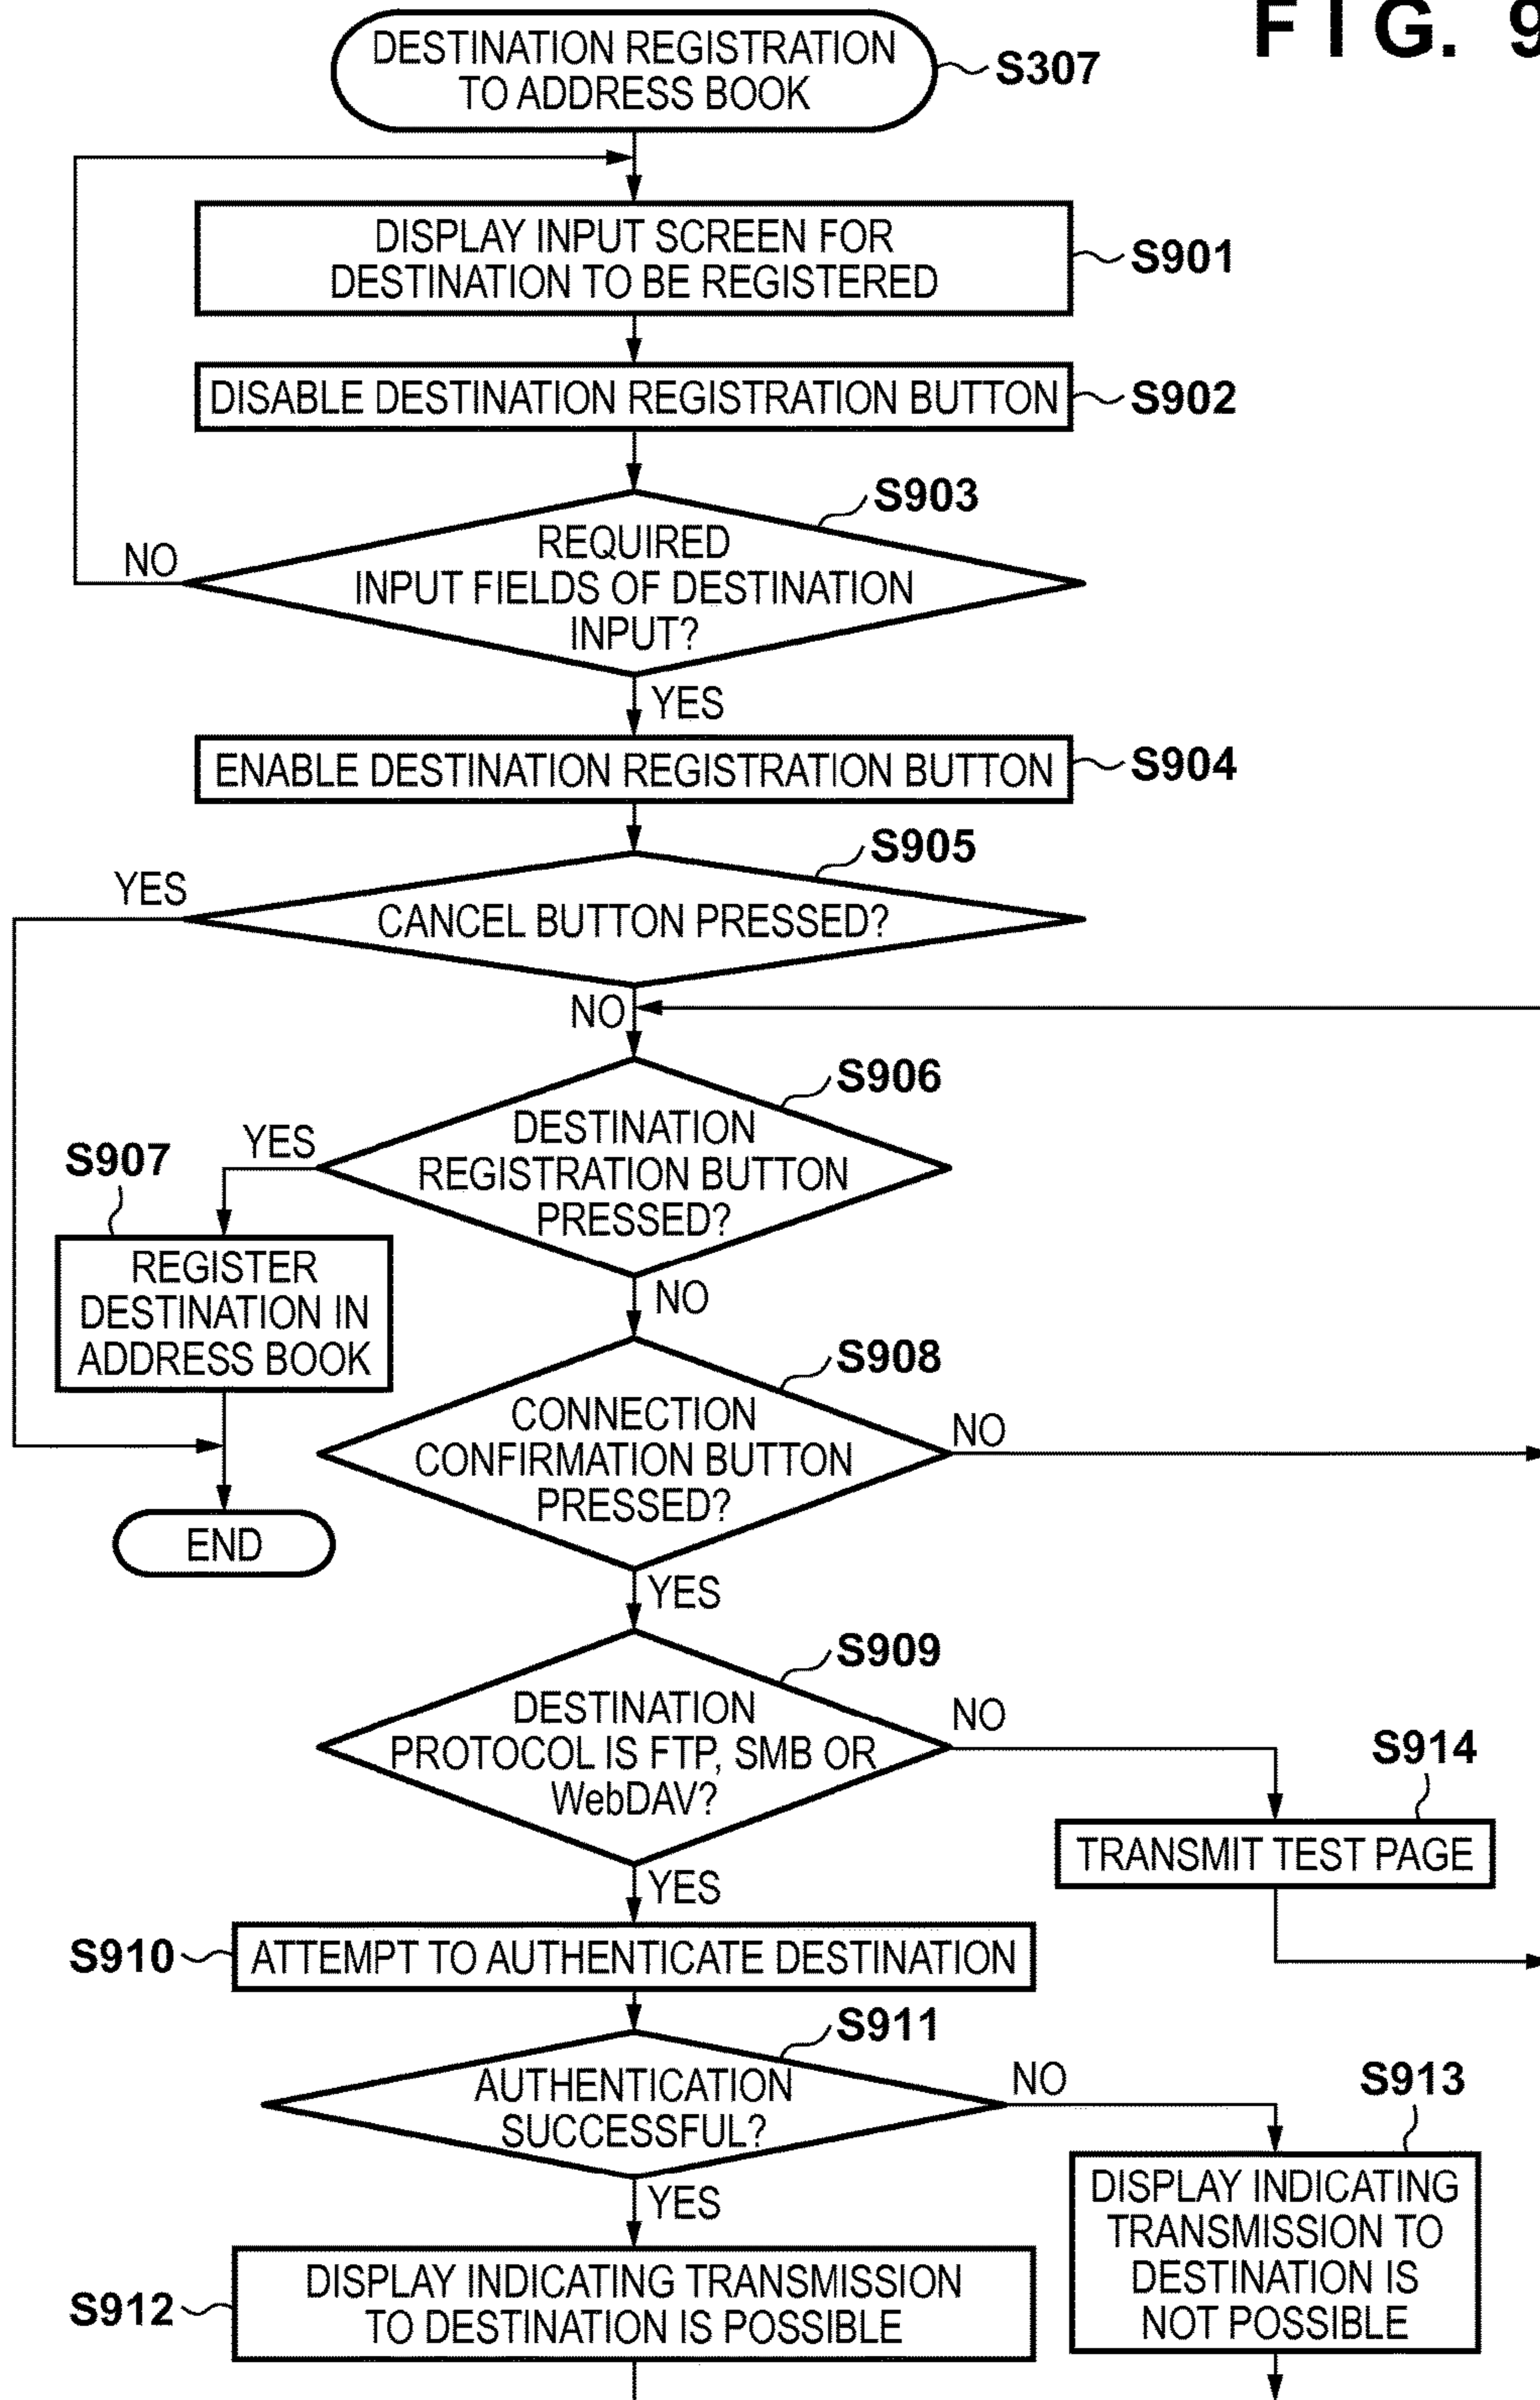 FIG. 9
DESTINATION REGISTRATION
TO ADDRESS BOOK
S307
DISPLAY INPUT SCREEN FOR
DESTINATION TO BE REGISTERED
S901
DISABLE DESTINATION REGISTRATION BUTTON
S902
S903
REQUIRED
INPUT FIELDS OF DESTINATION
INPUT?
NO
YES
ENABLE DESTINATION REGISTRATION BUTTON
S904
S905
YES
CANCEL BUTTON PRESSED?
NO
S906
DESTINATION
REGISTRATION BUTTON
PRESSED?
YES
S907
REGISTER
DESTINATION IN
ADDRESS BOOK
NO
END
S908
CONNECTION
CONFIRMATION BUTTON
PRESSED?
NO
YES
S909
DESTINATION
PROTOCOL IS FTP, SMB OR
WebDAV?
NO
S914
TRANSMIT TEST PAGE
YES
S910
ATTEMPT TO AUTHENTICATE DESTINATION
S911
AUTHENTICATION
SUCCESSFUL?
NO
S913
DISPLAY INDICATING
TRANSMISSION TO
DESTINATION IS
NOT POSSIBLE
YES
S912
DISPLAY INDICATING TRANSMISSION
TO DESTINATION IS POSSIBLE